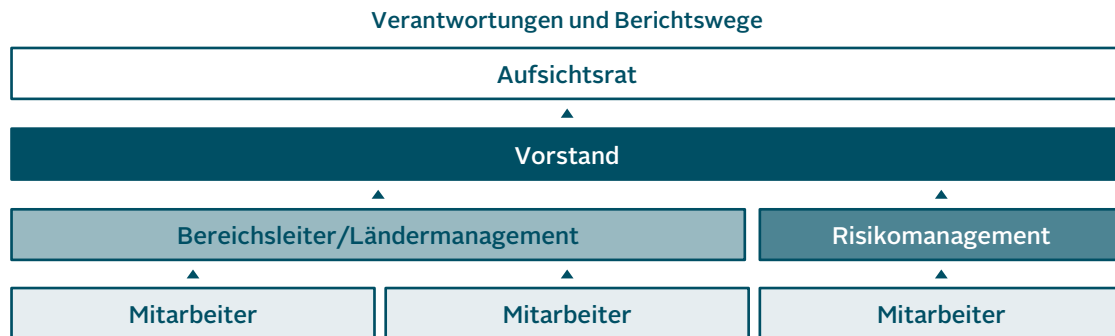 Verantwortungen und Berichtswege
Aufsichtsrat
Vorstand
Bereichsleiter/Ländermanagement
Risikomanagement
Mitarbeiter
Mitarbeiter
Mitarbeiter